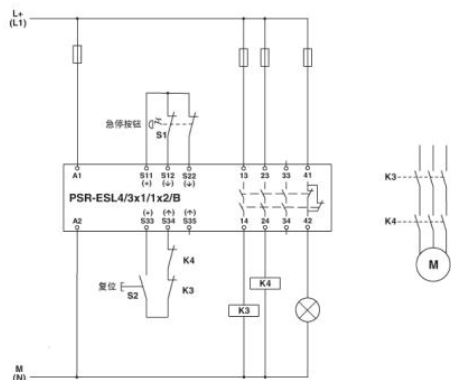 L+
(L1)
急停按钮
S1
A1 S11 S12 S22 13 23 33 41
(+) (↓) (↓)
K3
PSR-ESL4/3x1/1x2/B
(+) (↑) (↑)
A2 S33 S34 S35 14 24 34 42
K4
K4
M
复位
S2
K3
K4
K3
M
(N)